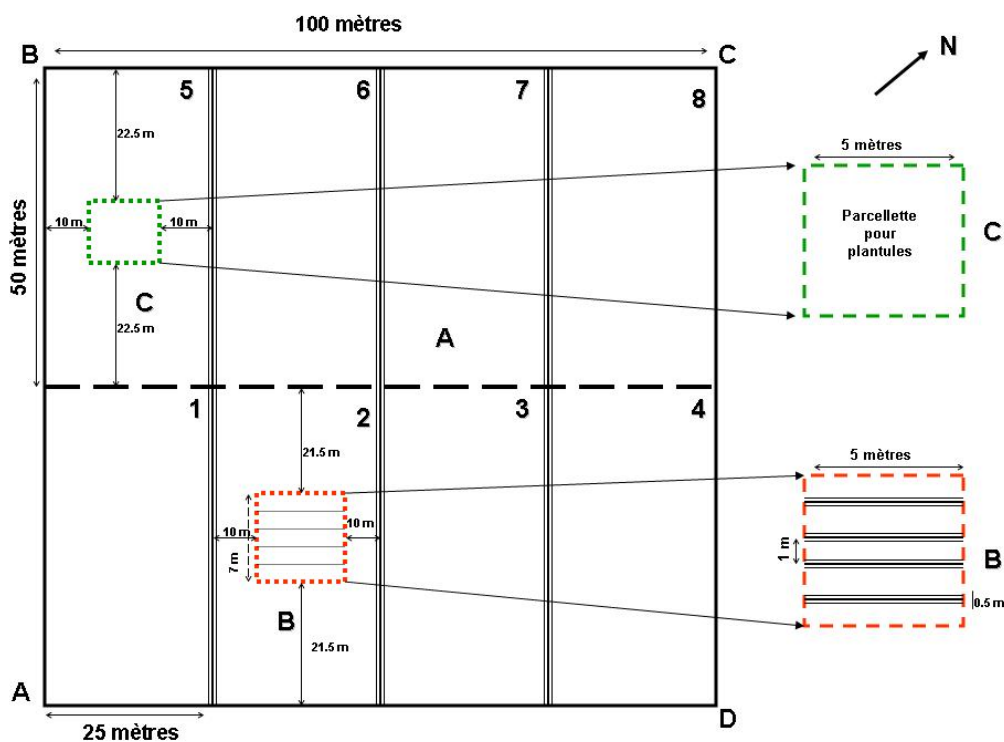 100 mètres
B
C
N
5
6
7
8
22.5 m
5 mètres
10 m
10 m
Parcellette
pour
plantules
C
50 mètres
C
22.5 m
A
1
2
3
4
21.5 m
5 mètres
10 m
10 m
7 m
1 m
B
0.5 m
B
21.5 m
A
D
25 mètres